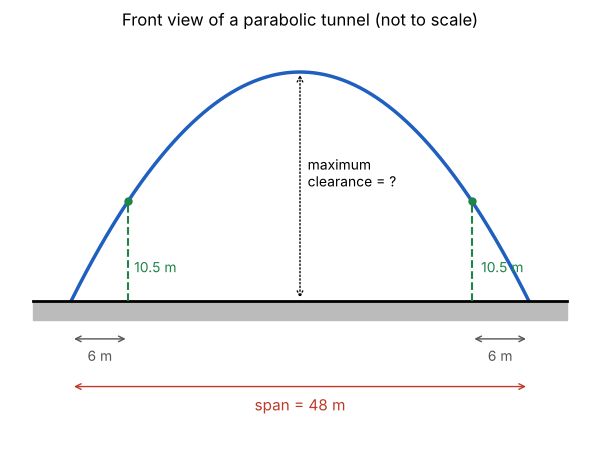 Front view of a parabolic tunnel (not to scale)
maximum
clearance = ?
10.5 m
10.5 m
6 m
6 m
span = 48 m